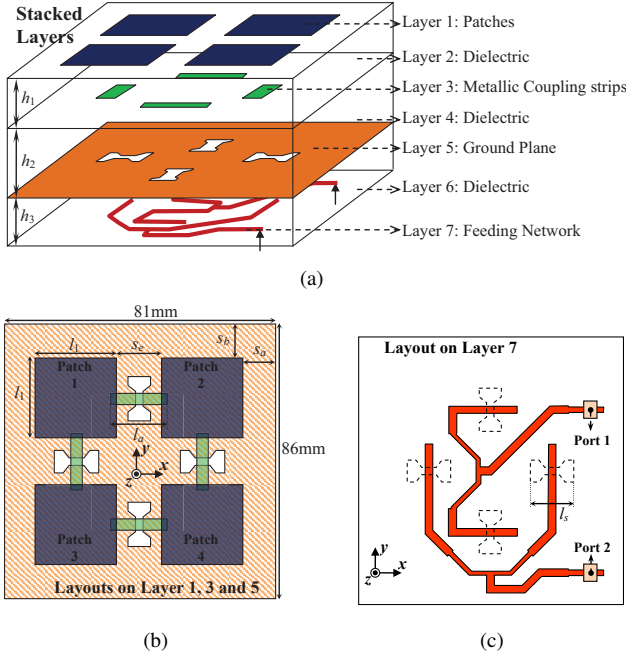 Stacked
Layers
Layer 1: Patches
Layer 2: Dielectric
Layer 3: Metallic Coupling strips
Layer 4: Dielectric
Layer 5: Ground Plane
Layer 6: Dielectric
Layer 7: Feeding Network
h1
h2
h3
(a)
81mm
l1
se
sb
sa
l1
Patch
1
Patch
2
la
y
z
x
86mm
Patch
3
Patch
4
Layouts on Layer 1, 3 and 5
(b)
Layout on Layer 7
Port 1
ls
Port 2
y
z
x
(c)